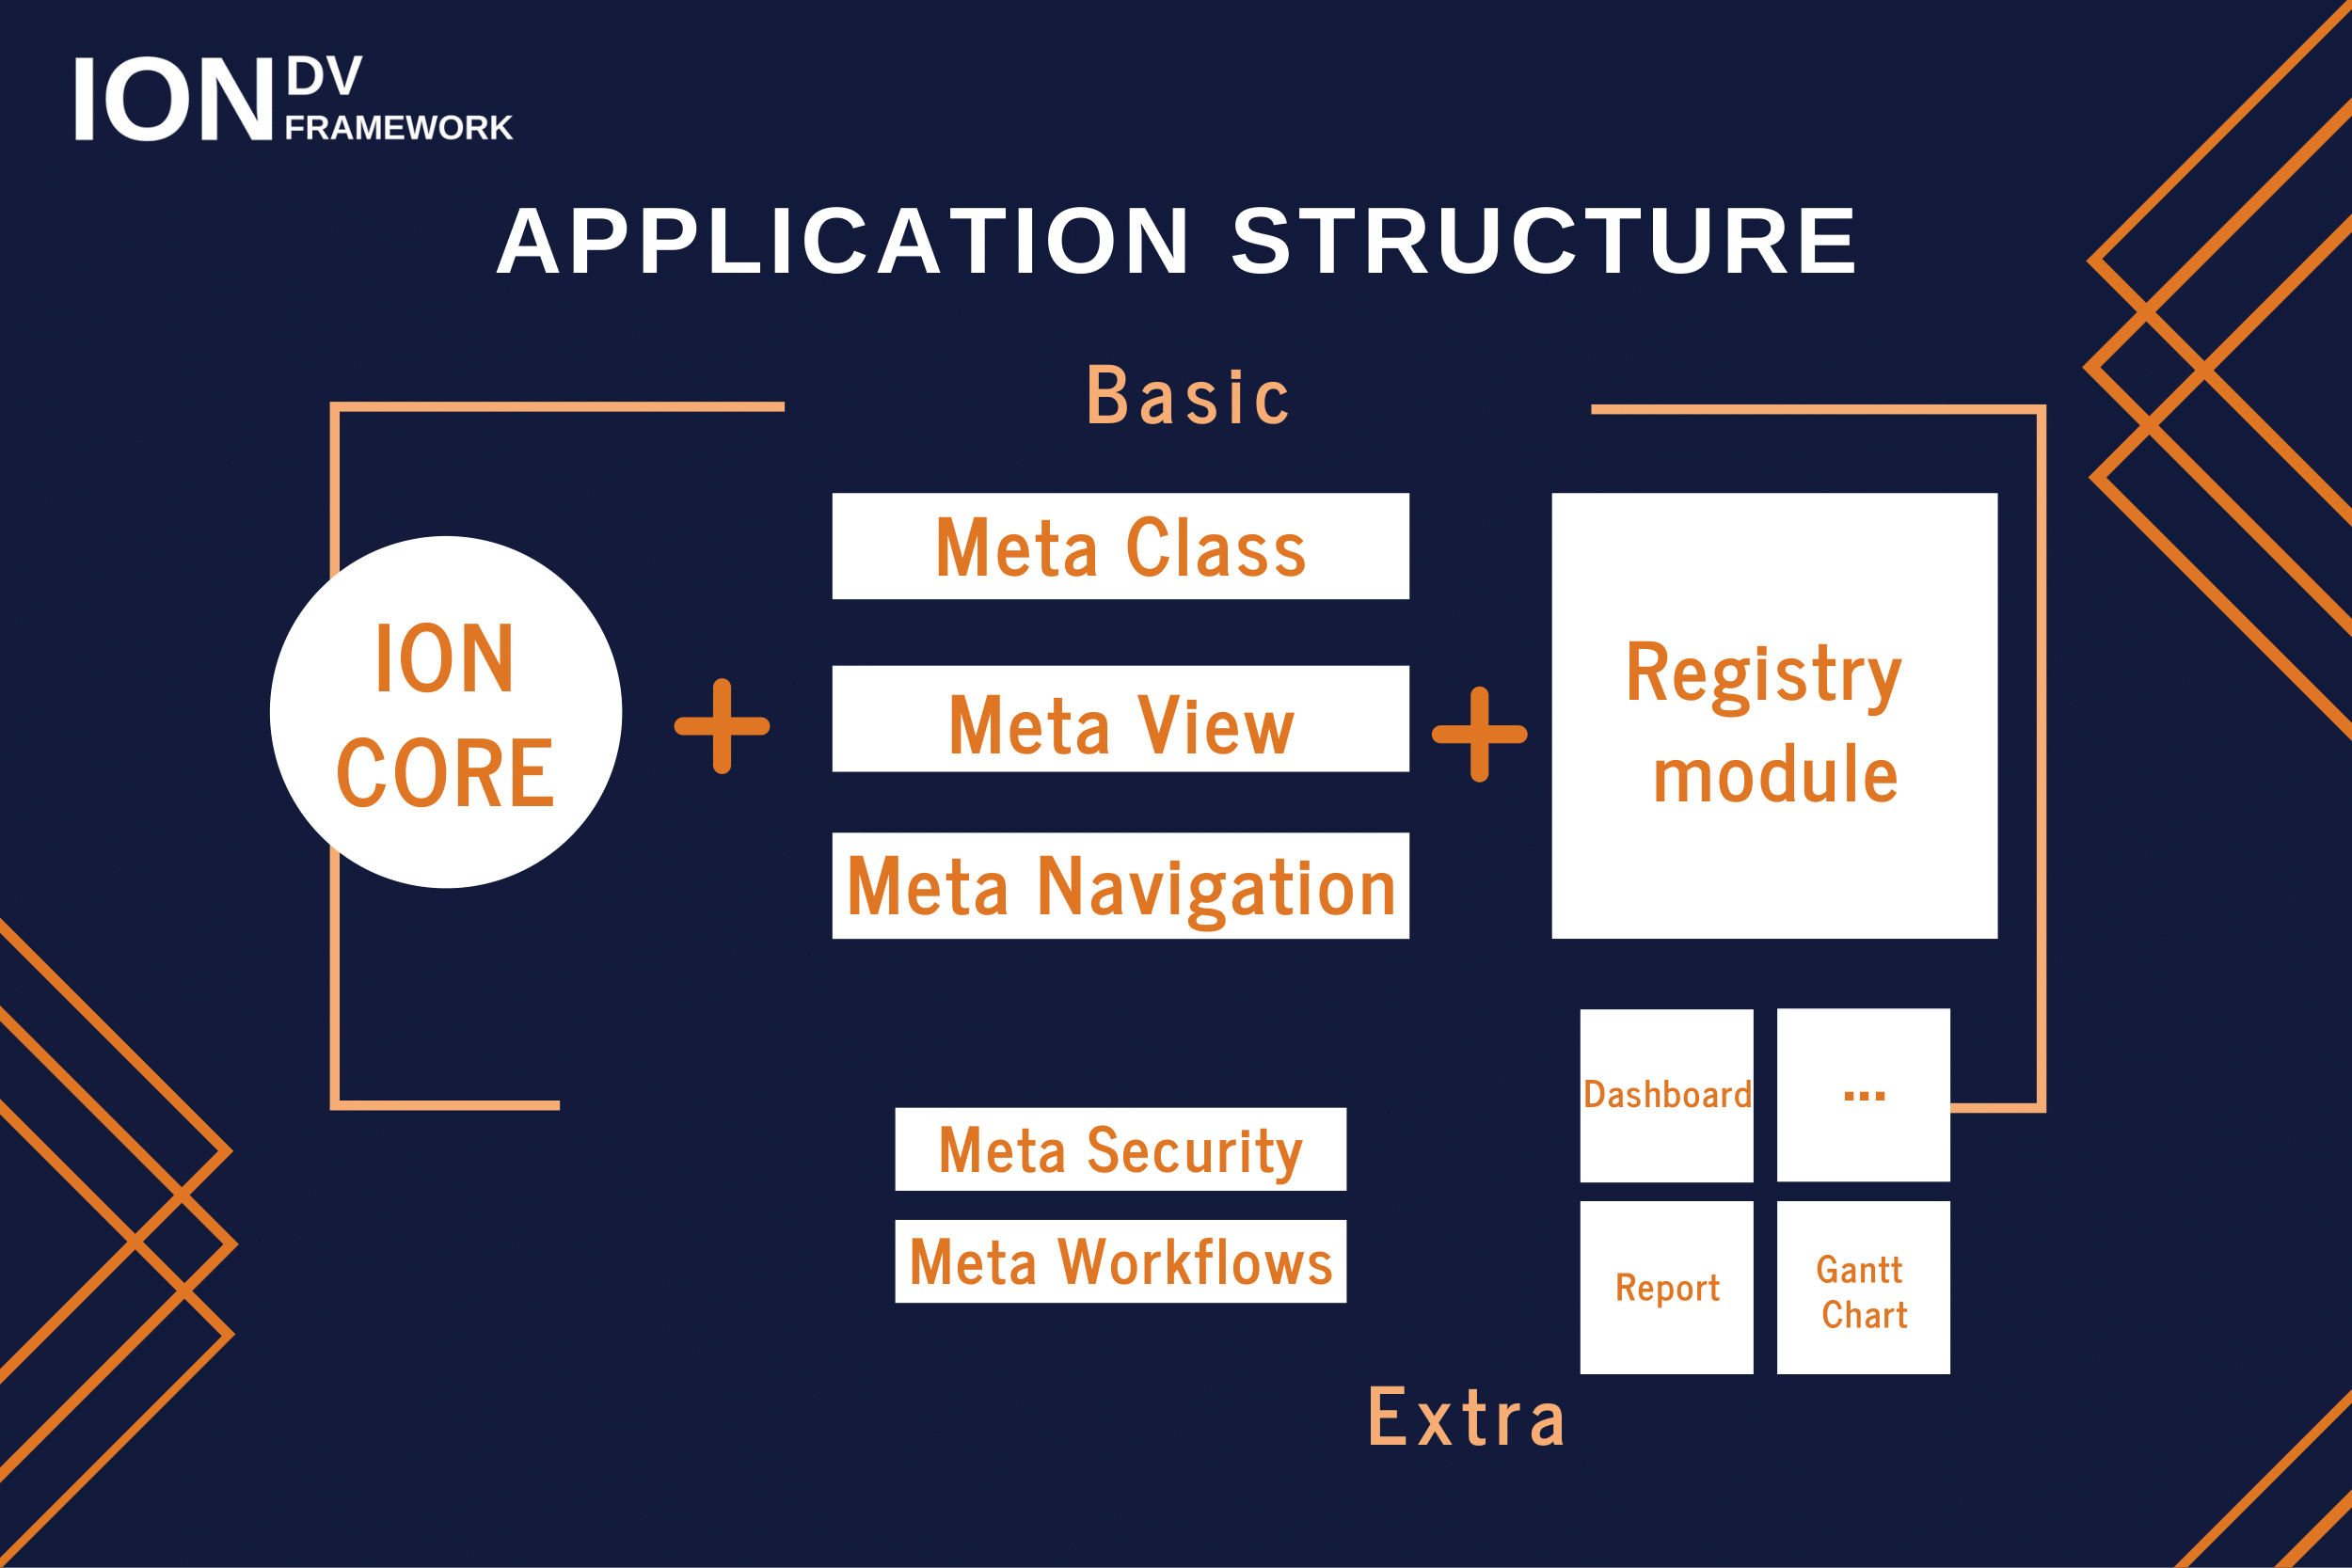 ION DV
FRAMEWORK
APPLICATION STRUCTURE
Basic
ION
CORE
+
Meta Class
Meta View
Meta Navigation
+
Registry
module
Meta Security
Meta Workflows
Dashboard
...
Report
Gantt
Chart
Extra